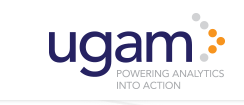 ugam
POWERING ANALYTICS
INTO ACTION